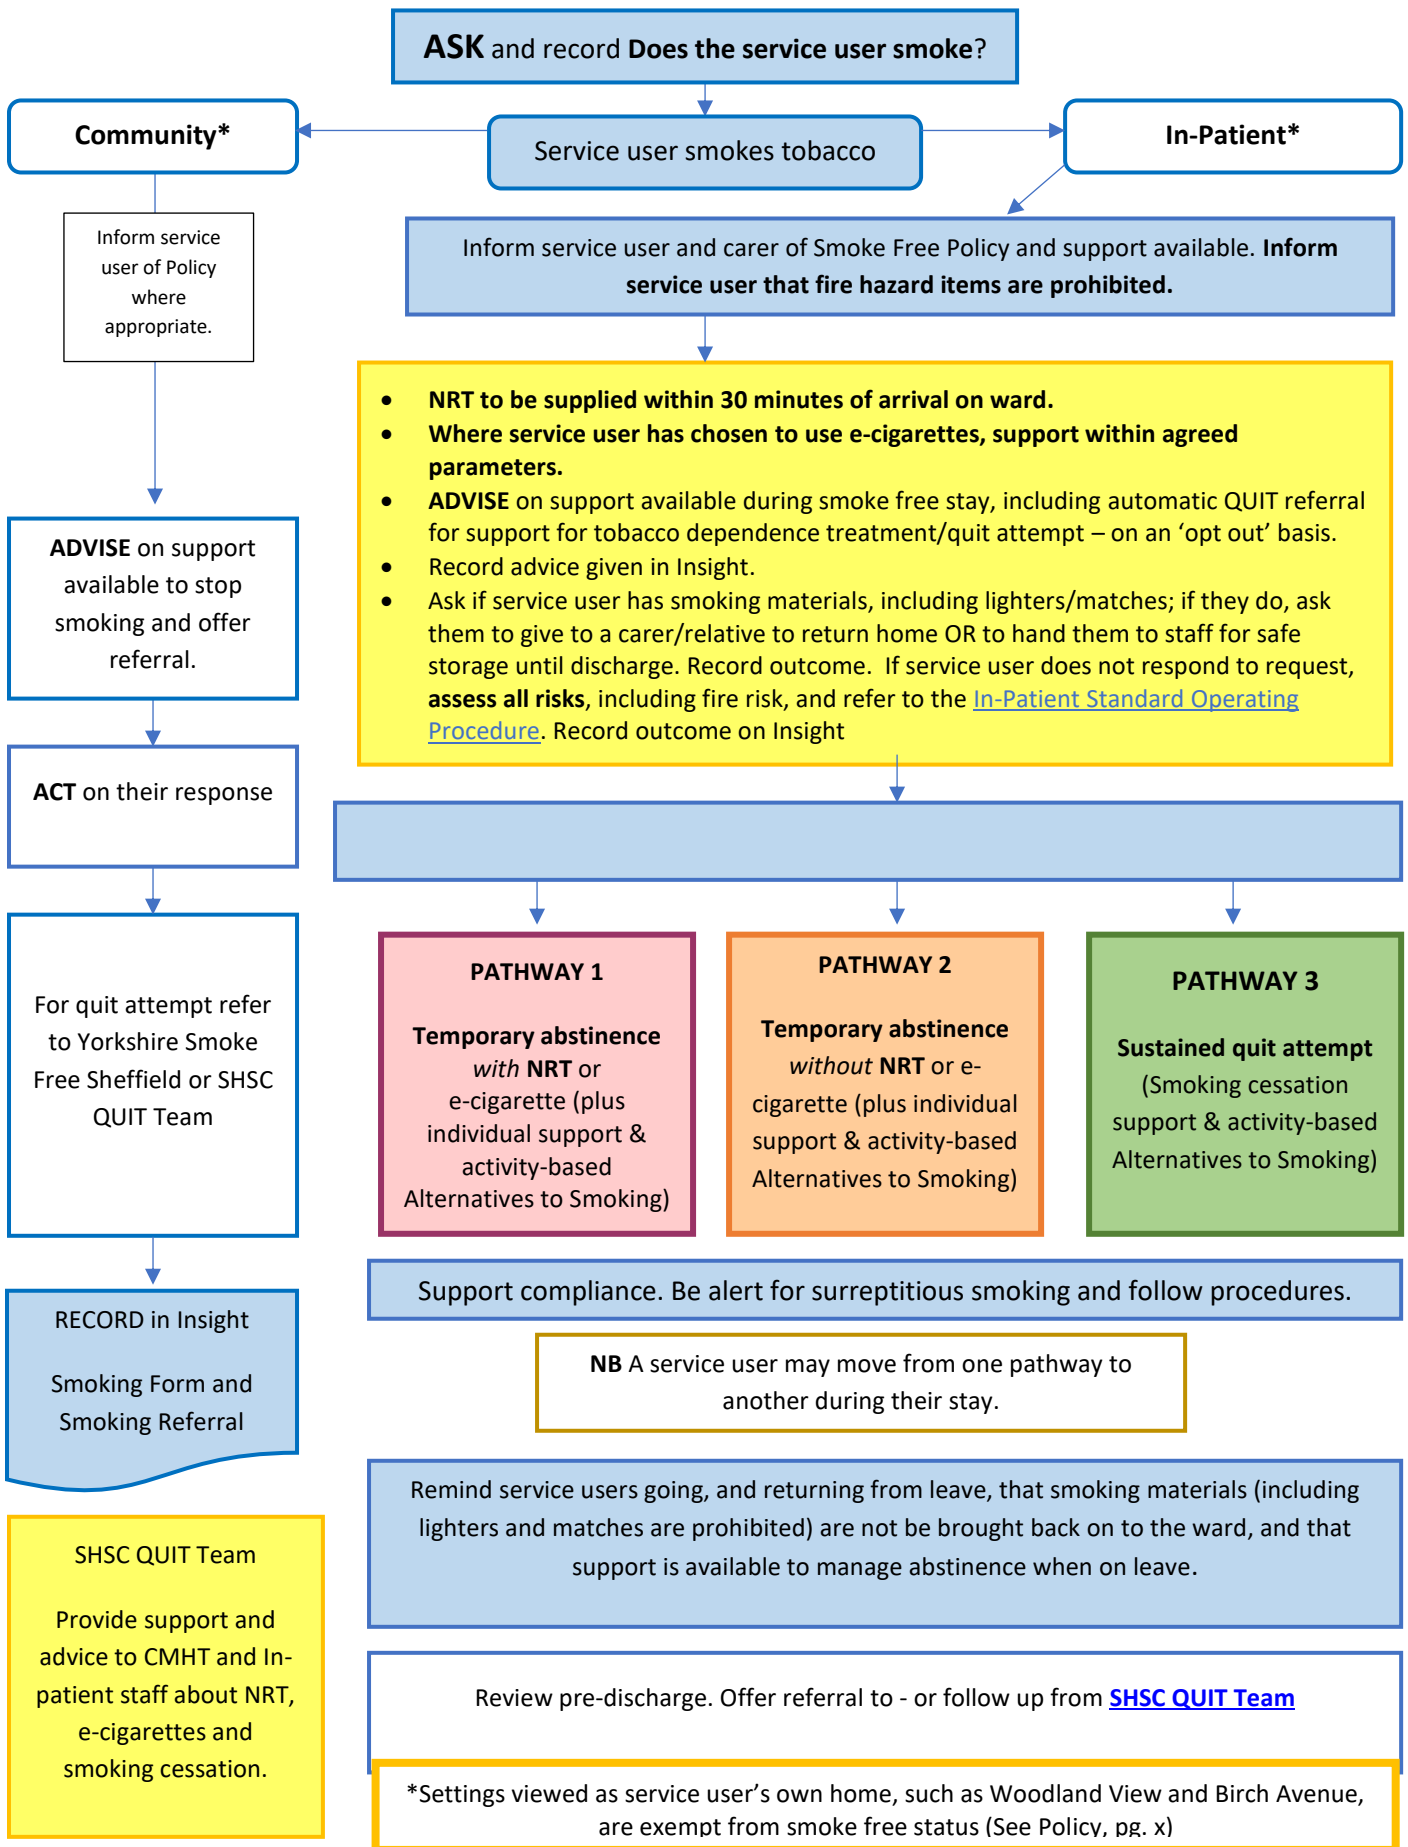 ASK and record Does the service user smoke?
Community*
Service user smokes tobacco
In-Patient*
Inform service
user of Policy
where
appropriate.
ADVISE on support
available to stop
smoking and offer
referral.
ACT on their response
For quit attempt refer
to Yorkshire Smoke
Free Sheffield or SHSC
QUIT Team
RECORD in Insight
Smoking Form and
Smoking Referral
SHSC QUIT Team
Provide support and
advice to CMHT and In-
patient staff about NRT,
e-cigarettes and
smoking cessation.
Inform service user and carer of Smoke Free Policy and support available. Inform
service user that fire hazard items are prohibited.
• NRT to be supplied within 30 minutes of arrival on ward.
• Where service user has chosen to use e-cigarettes, support within agreed
parameters.
• ADVISE on support available during smoke free stay, including automatic QUIT referral
for support for tobacco dependence treatment/quit attempt – on an ‘opt out’ basis.
• Record advice given in Insight.
• Ask if service user has smoking materials, including lighters/matches; if they do, ask
them to give to a carer/relative to return home OR to hand them to staff for safe
storage until discharge. Record outcome.  If service user does not respond to request,
assess all risks, including fire risk, and refer to the In-Patient Standard Operating
Procedure. Record outcome on Insight
PATHWAY 1
Temporary abstinence
with NRT or
e-cigarette (plus
individual support &
activity-based
Alternatives to Smoking)
PATHWAY 2
Temporary abstinence
without NRT or e-
cigarette (plus individual
support & activity-based
Alternatives to Smoking)
PATHWAY 3
Sustained quit attempt
(Smoking cessation
support & activity-based
Alternatives to Smoking)
Support compliance. Be alert for surreptitious smoking and follow procedures.
NB A service user may move from one pathway to
another during their stay.
Remind service users going, and returning from leave, that smoking materials (including
lighters and matches are prohibited) are not be brought back on to the ward, and that
support is available to manage abstinence when on leave.
Review pre-discharge. Offer referral to - or follow up from SHSC QUIT Team
*Settings viewed as service user’s own home, such as Woodland View and Birch Avenue,
are exempt from smoke free status (See Policy, pg. x)